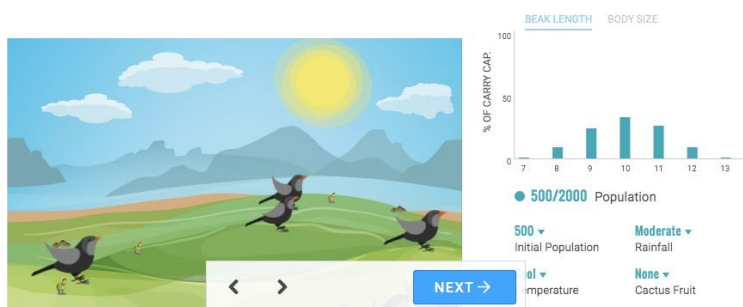 BEAK LENGTH BODY SIZE
100
% OF CARRY CAP.
50
0
7 8 9 10 11 12 13
500/2000 Population
500 Moderate
Initial Population Rainfall
None
Cactus Fruit
NEXT →